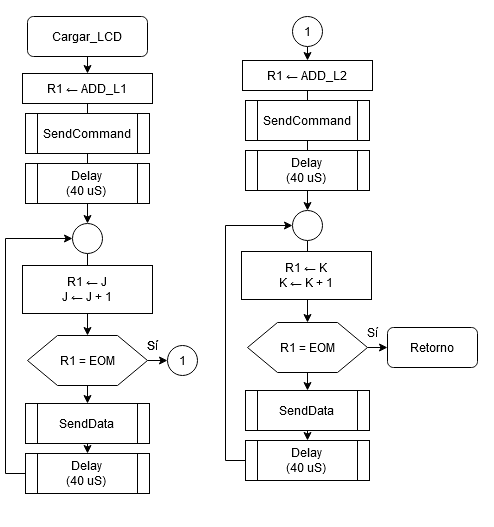 Cargar_LCD
R1 ← ADD_L1
SendCommand
Delay
(40 uS)
R1 ← J
J ← J + 1
R1 = EOM
Sí
1
SendData
Delay
(40 uS)
1
R1 ← ADD_L2
SendCommand
Delay
(40 uS)
R1 ← K
K ← K + 1
R1 = EOM
Sí
Retorno
SendData
Delay
(40 uS)